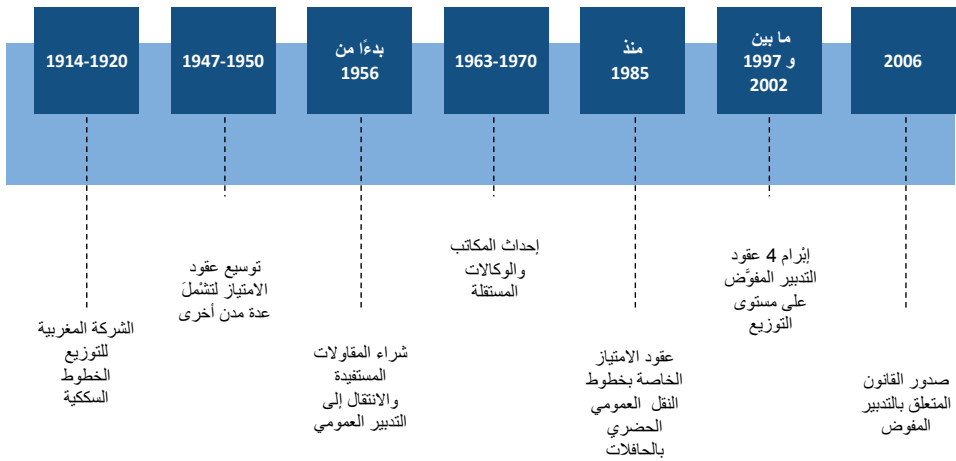 1914-1920
1947-1950
بدءًا من
1956
1963-1970
منذ
1985
ما بين
1997 و
2002
2006
الشركة المغربية
للتوزيع
الخطوط
السككية
توسيع عقود
الامتياز لتشْملَ
عدة مدن أخرى
شراء المقاولات
المستفيدة
والانتقال إلى
التدبير العمومي
إحداث المكاتب
والوكالات
المستقلة
عقود الامتياز
الخاصة بخطوط
النقل العمومي
الحضري
بالحافلات
إبْرام 4 عقود
التدبير المفوَّض
على مستوى
التوزيع
صدور القانون
المتعلق بالتدبير
المفوض